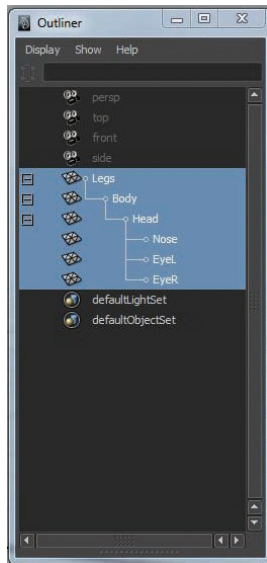 Outliner
Display Show Help
persp
top
front
side
Legs
Body
Head
Nose
EyeL
EyeR
defaultLightSet
defaultObjectSet